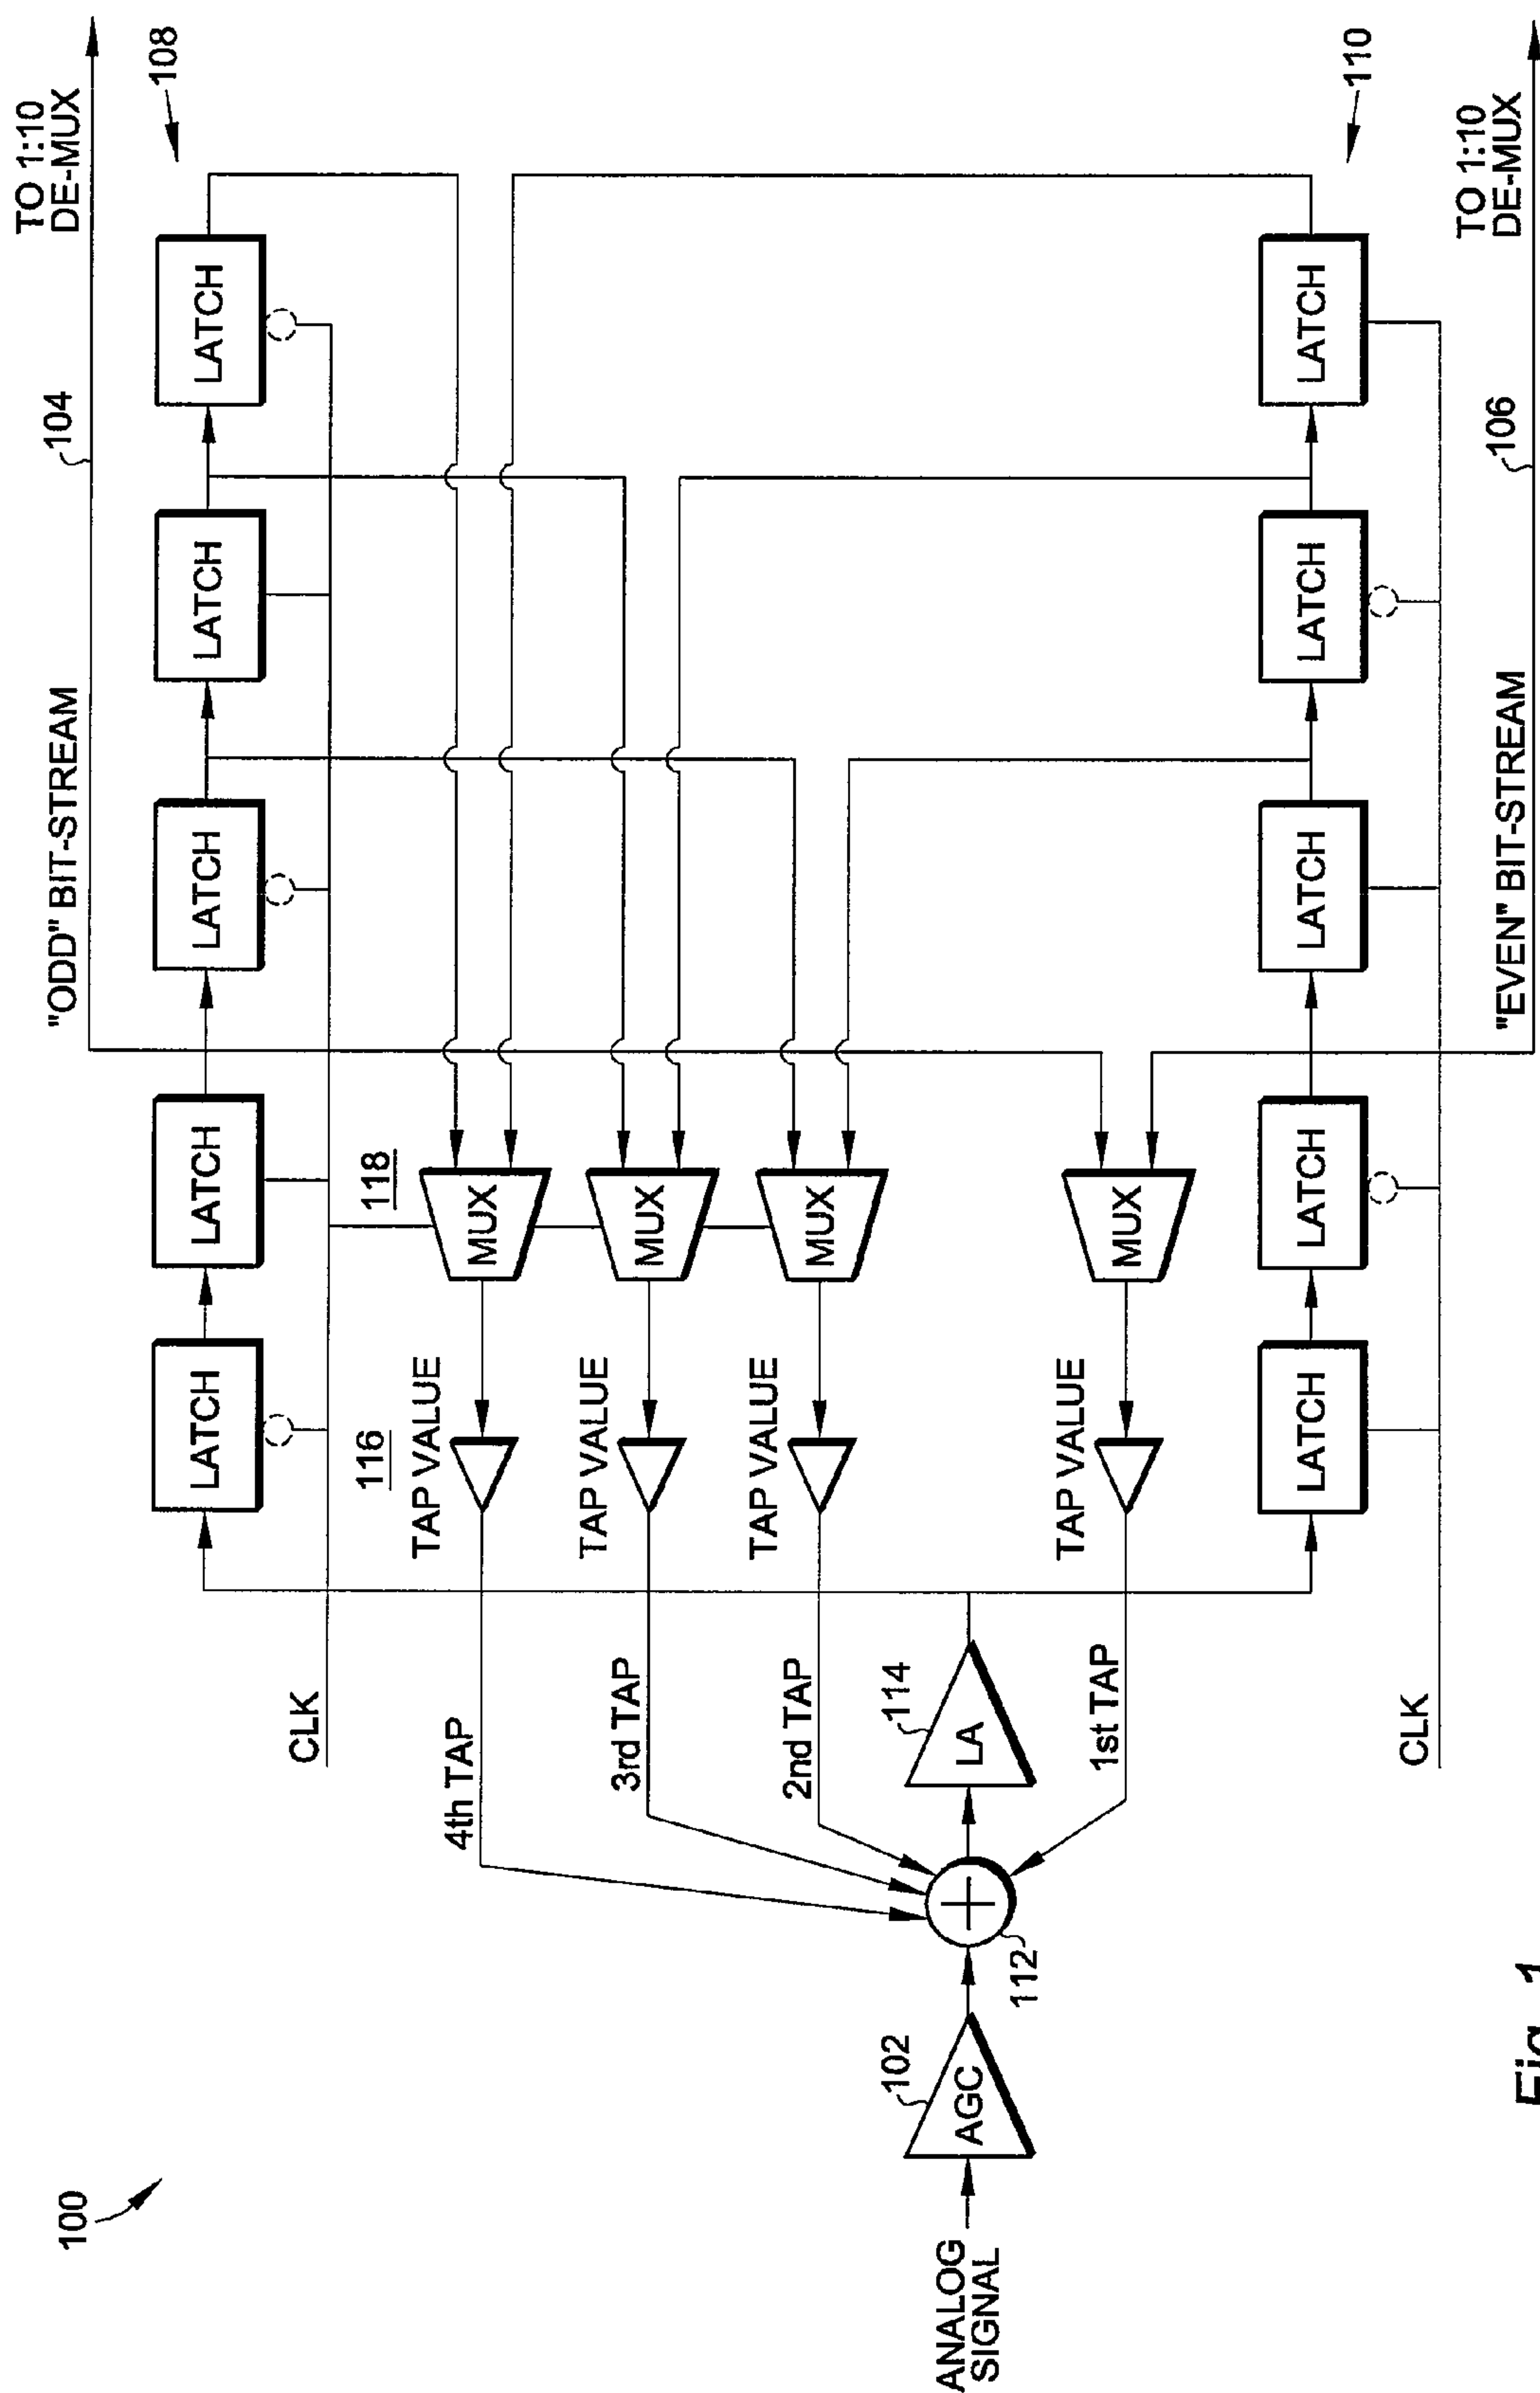 100
TO 1:10
DE-MUX
104
"ODD" BIT-STREAM
108
LATCH
LATCH
LATCH
LATCH
LATCH
CLK
118
MUX
MUX
MUX
MUX
116
TAP VALUE
TAP VALUE
TAP VALUE
TAP VALUE
4th TAP
3rd TAP
2nd TAP
1st TAP
ANALOG
SIGNAL
102
AGC
112
114
LA
LATCH
LATCH
LATCH
LATCH
LATCH
110
CLK
"EVEN" BIT-STREAM
106
TO 1:10
DE-MUX
Fig. 1